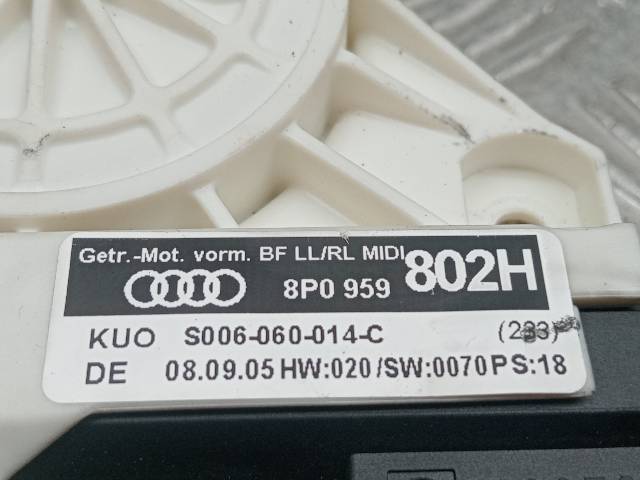 Getr.-Mot. vorm. BF LL/RL MIDI
8P0 959 802H
KUO S006-060-014-C (233)
DE 08.09.05 HW:020/SW:0070 PS:18